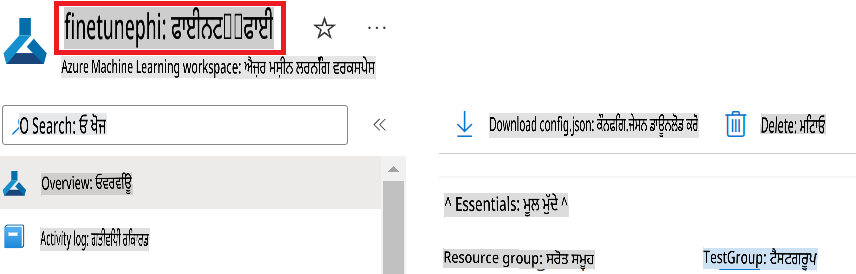 finetunephi: ਫਾਈਨਟ▯▯ਫਾਈ
Azure Machine Learning workspace: ਐਜ਼ਰ ਮਸ਼ੀਨ ਲਰਨਿੰਗ ਵਰਕਸਪੇਸ
O Search: ਓ ਖੋਜ
Overview: ਓਵਰਵਿਊ
Activity log: ਗਤੀਵਿਧੀ ਰਿਕਾਰਡ
Download config.json: ਕੌਨਫਿਗ.ਜੇਸਨ ਡਾਊਨਲੋਡ ਕਰੋ
Delete: ਮਿਟਾਓ
^ Essentials: ਮੂਲ ਮੁੱਦੇ ^
Resource group: ਸਰੋਤ ਸਮੂਹ
TestGroup: ਟੈਸਟਗਰੂਪ